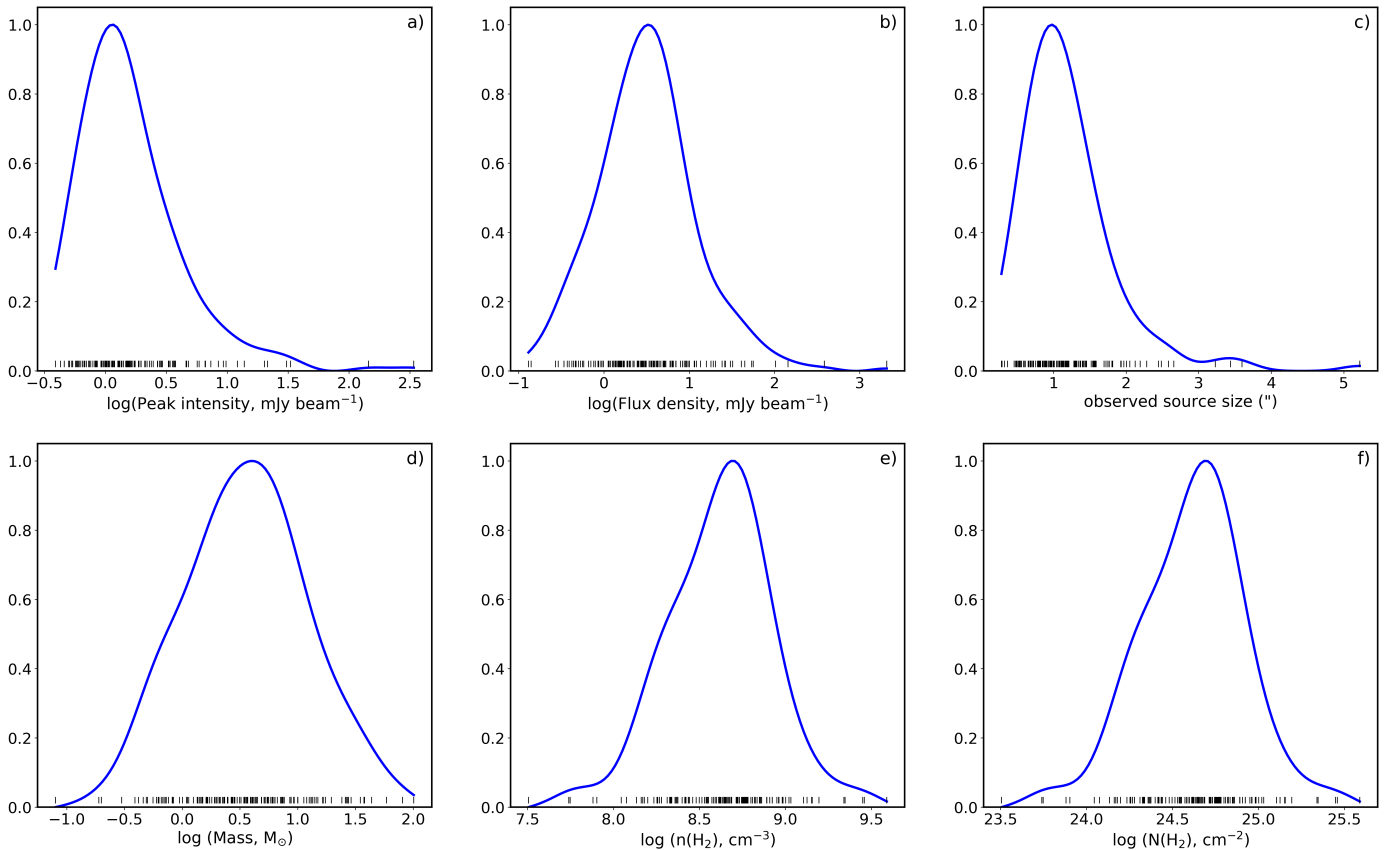 a)
1.0
0.8
0.6
0.4
0.2
0.0
−0.5 0.0 0.5 1.0 1.5 2.0 2.5
log(Peak intensity, mJy beam⁻¹)
b)
1.0
0.8
0.6
0.4
0.2
0.0
−1 0 1 2 3
log(Flux density, mJy beam⁻¹)
c)
1.0
0.8
0.6
0.4
0.2
0.0
1 2 3 4 5
observed source size (")
d)
1.0
0.8
0.6
0.4
0.2
0.0
−1.0 −0.5 0.0 0.5 1.0 1.5 2.0
log (Mass, M☉)
e)
1.0
0.8
0.6
0.4
0.2
0.0
7.5 8.0 8.5 9.0 9.5
log (n(H₂), cm⁻³)
f)
1.0
0.8
0.6
0.4
0.2
0.0
23.5 24.0 24.5 25.0 25.5
log (N(H₂), cm⁻²)